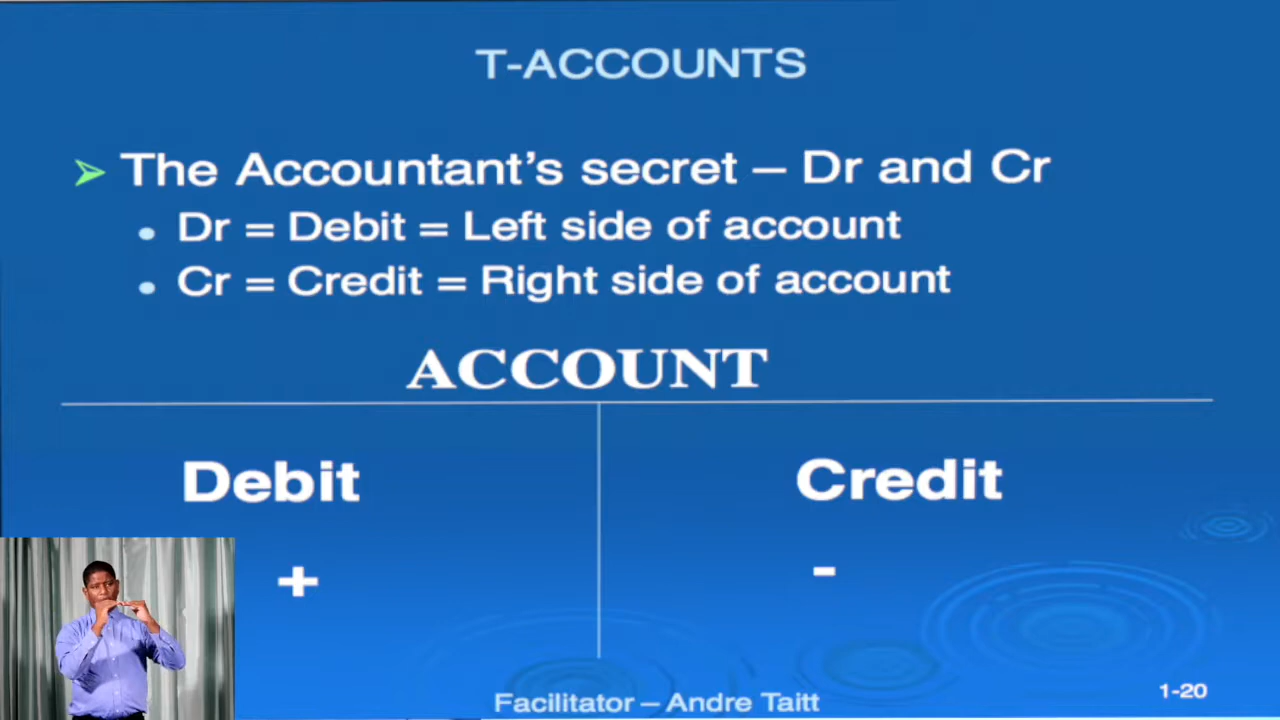 T-ACCOUNTS
The Accountant's secret – Dr and Cr
Dr = Debit = Left side of account
Cr = Credit = Right side of account
ACCOUNT
Debit Credit
+ -
Facilitator – Andre Taitt
1-20